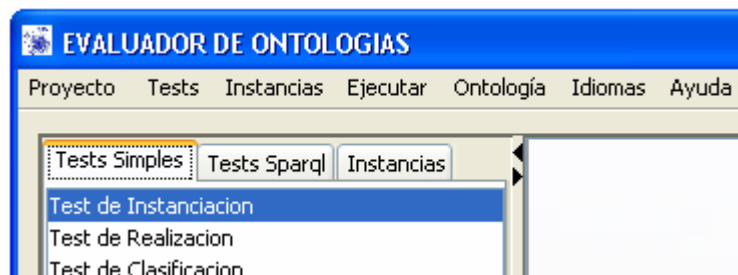 EVALUADOR DE ONTOLOGIAS
Proyecto Tests Instancias Ejecutar Ontología Idiomas Ayuda
Tests Simples Tests Sparql Instancias
Test de Instanciacion
Test de Realizacion
Test de Clasificacion